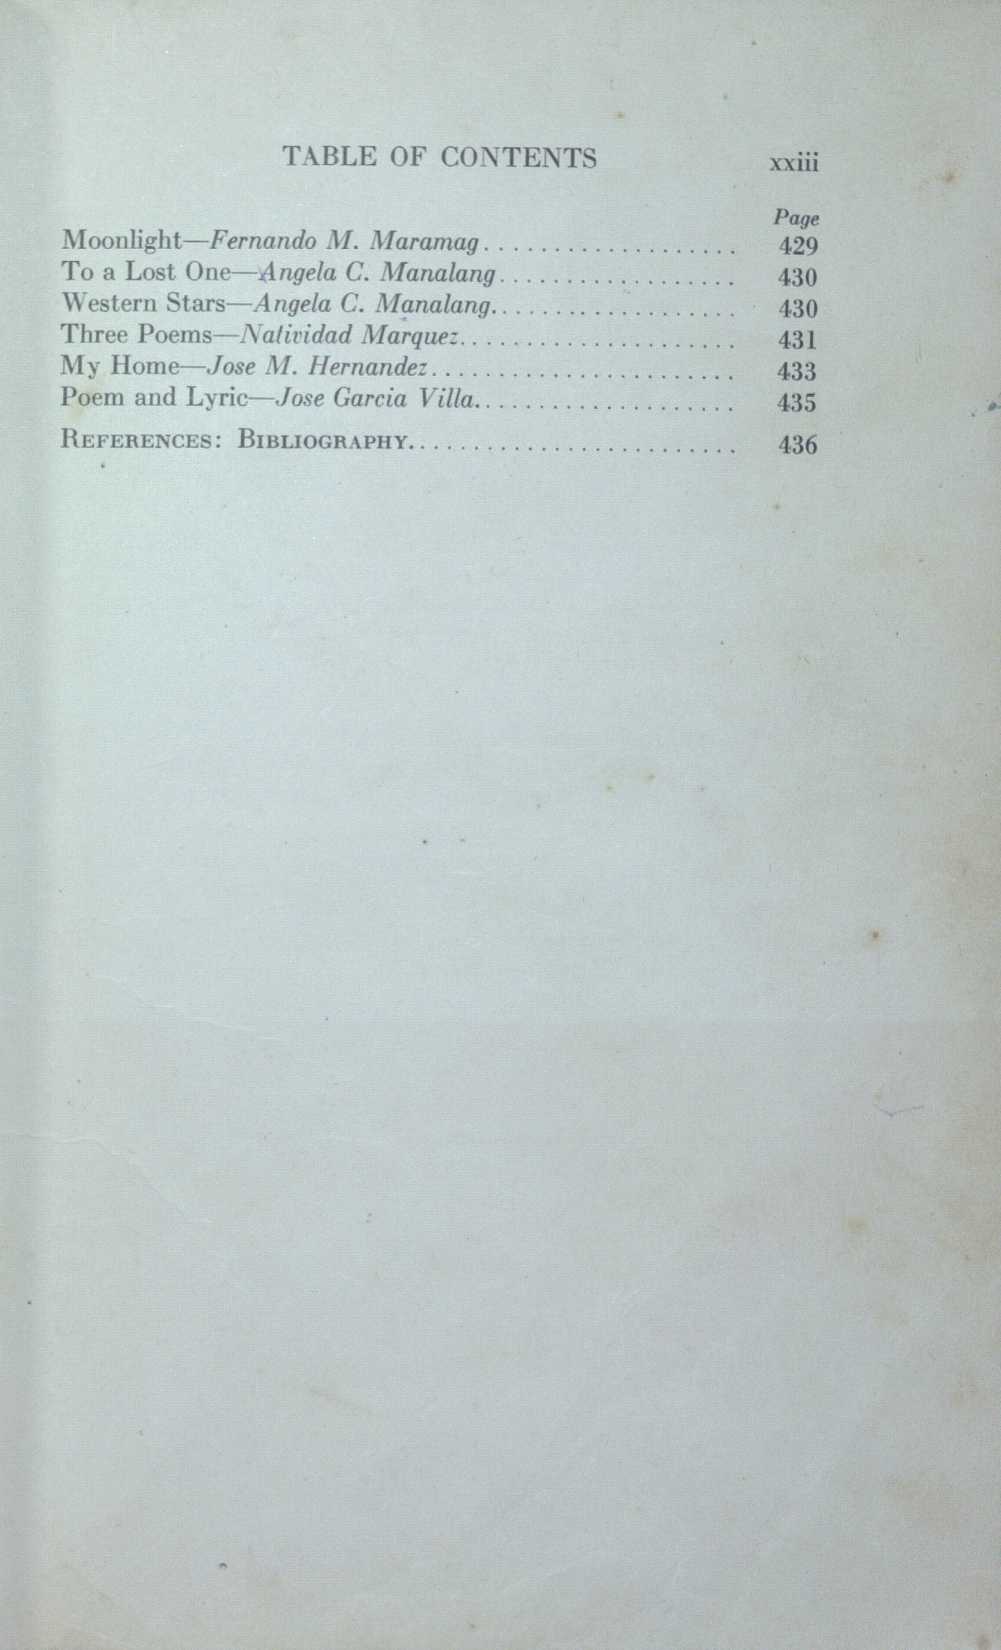 TABLE OF CONTENTS xxiii
Page
Moonlight—Fernando M. Maramag................... 429
To a Lost One—Angela C. Manalang.................. 430
Western Stars—Angela C. Manalang................... 430
Three Poems—Natividad Marquez..................... 431
My Home—Jose M. Hernandez....................... 433
Poem and Lyric—Jose Garcia Villa.................... 435
REFERENCES: BIBLIOGRAPHY......................... 436